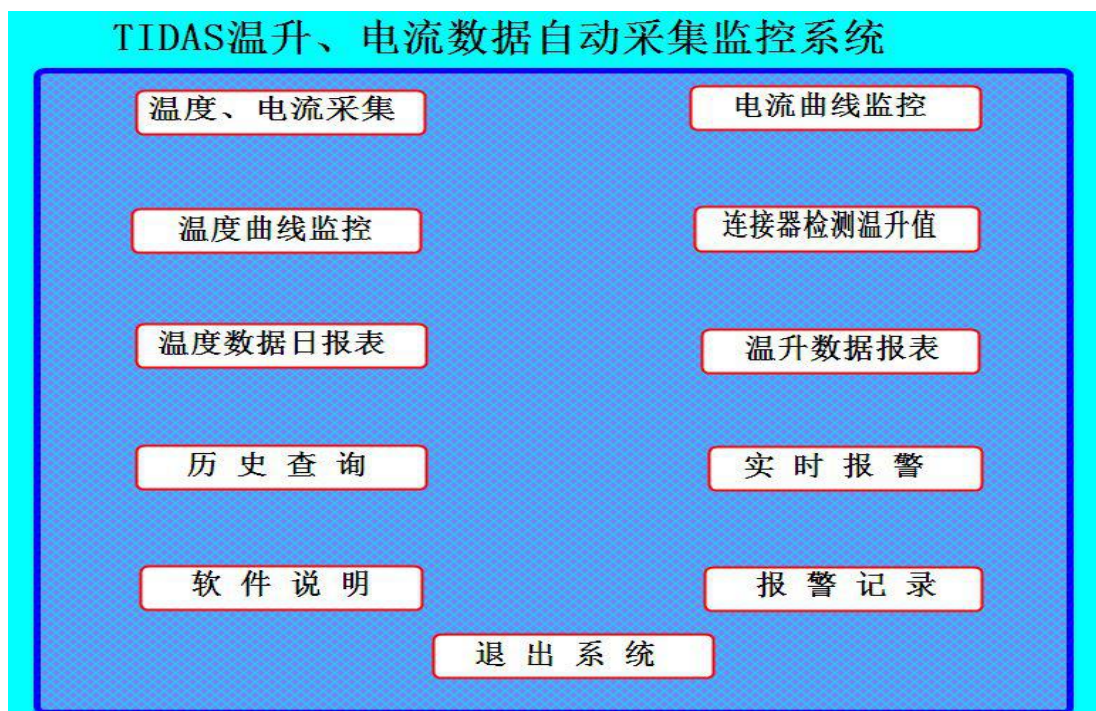 TIDAS温升、电流数据自动采集监控系统
温度、电流采集
电流曲线监控
温度曲线监控
连接器检测温升值
温度数据日报表
温升数据报表
历史查询
实时报警
软件说明
报警记录
退出系统